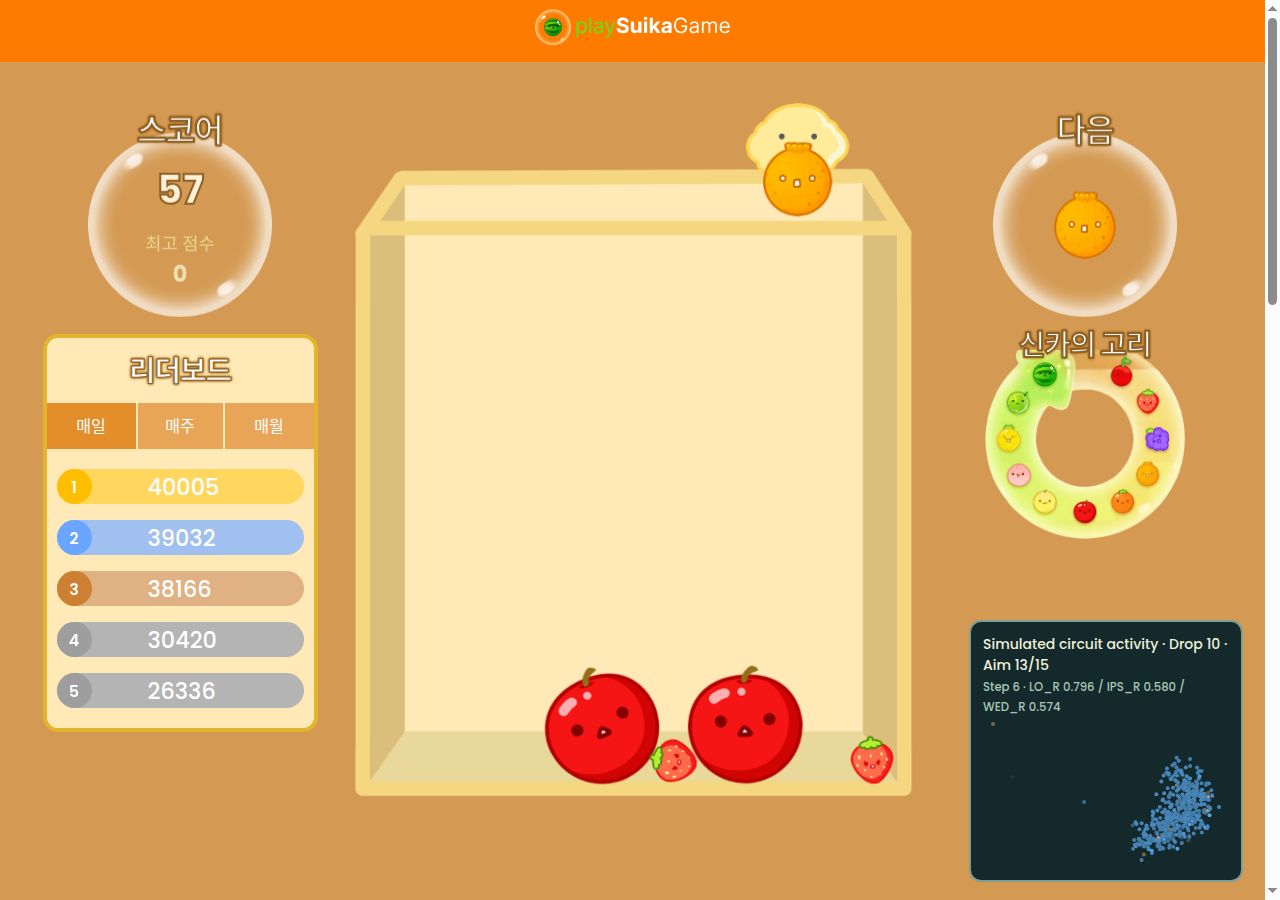 playSuikaGame
스코어
57
최고 점수
0
다음
신카의 고리
리더보드
매일 매주 매월
1 40005
2 39032
3 38166
4 30420
5 26336
Simulated circuit activity · Drop 10 ·
Aim 13/15
Step 6 · LO_R 0.796 / IPS_R 0.580 /
WED_R 0.574